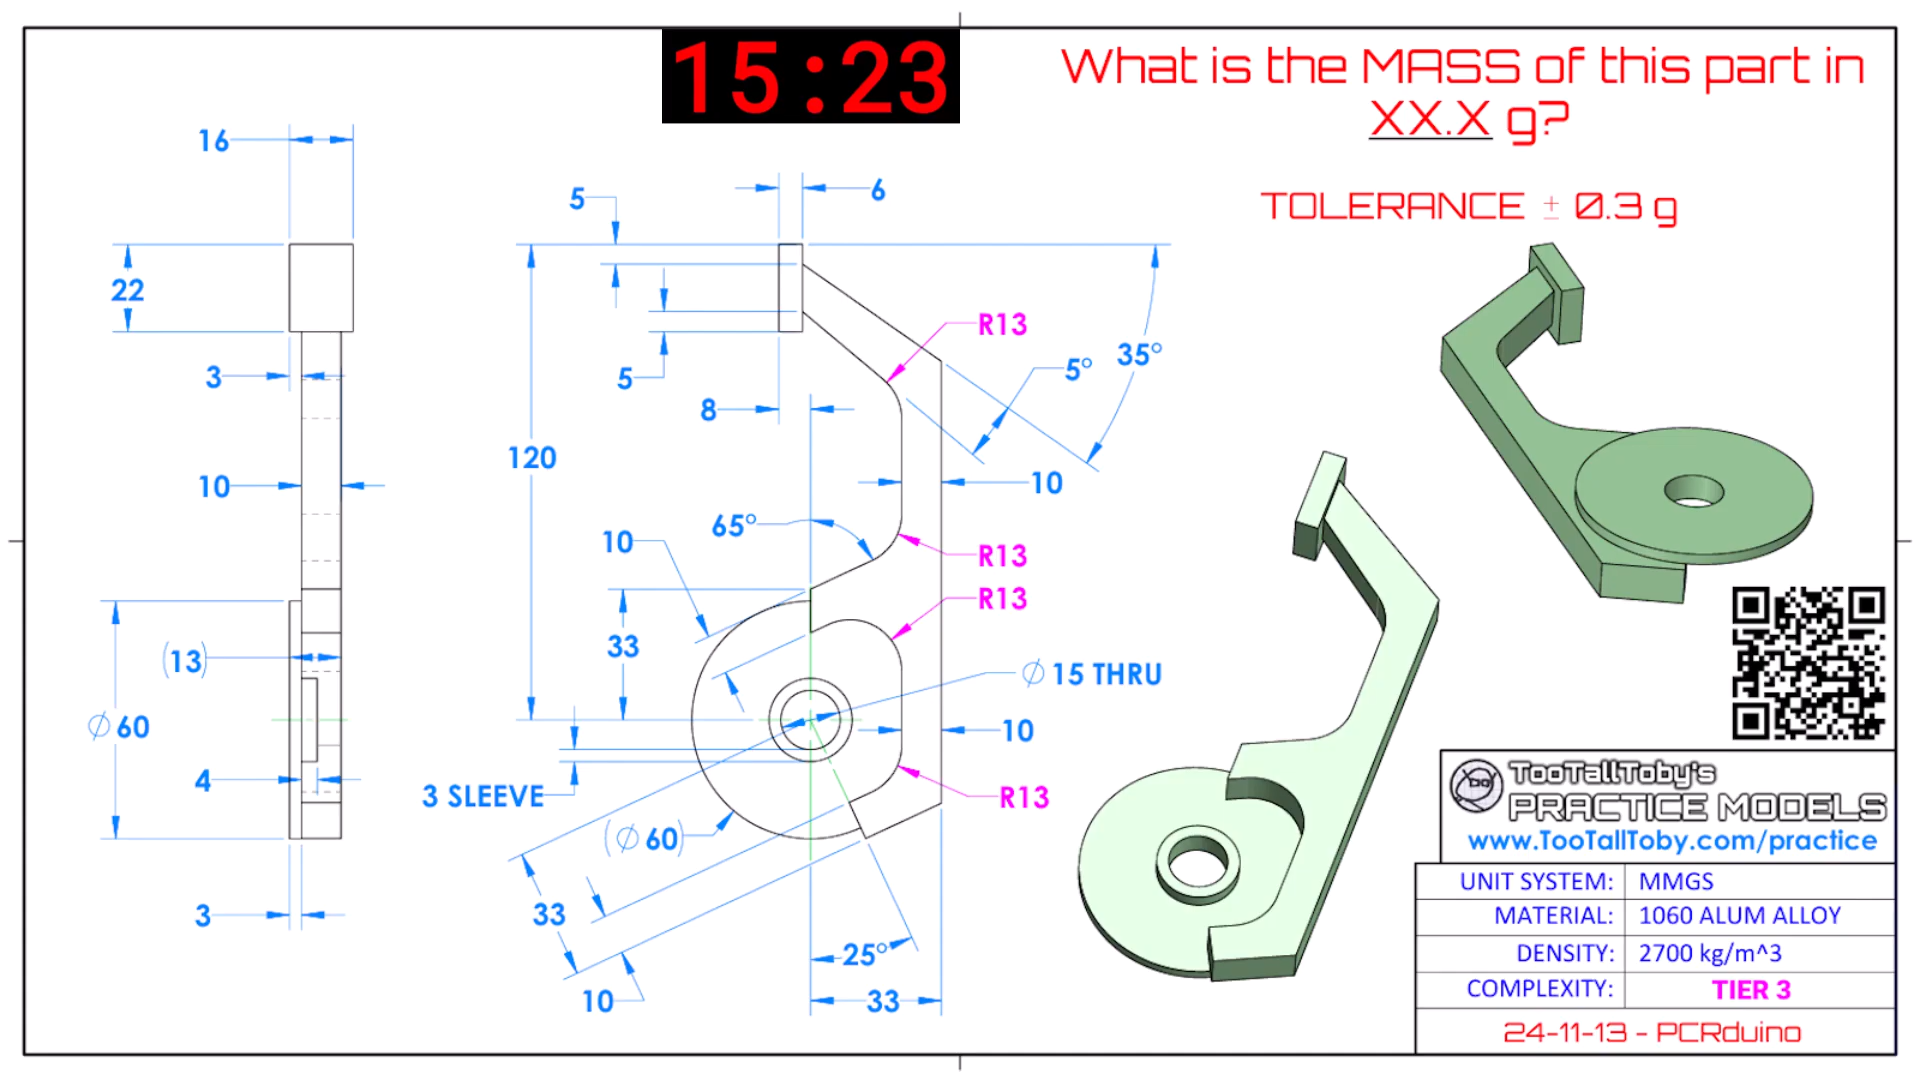 15:23
What is the MASS of this part in
XX.X g?
TOLERANCE ± 0.3 g
16
5
6
22
R13
5°
35°
3
5
8
120
10
10
65°
10
R13
R13
33
(13)
Ø 15 THRU
Ø 60
10
4
3 SLEEVE
R13
(Ø 60)
3
33
25°
10
33
TooTallToby's
PRACTICE MODELS
www.TooTallToby.com/practice
UNIT SYSTEM: MMGS
MATERIAL: 1060 ALUM ALLOY
DENSITY: 2700 kg/m^3
COMPLEXITY: TIER 3
24-11-13 - PCRduino